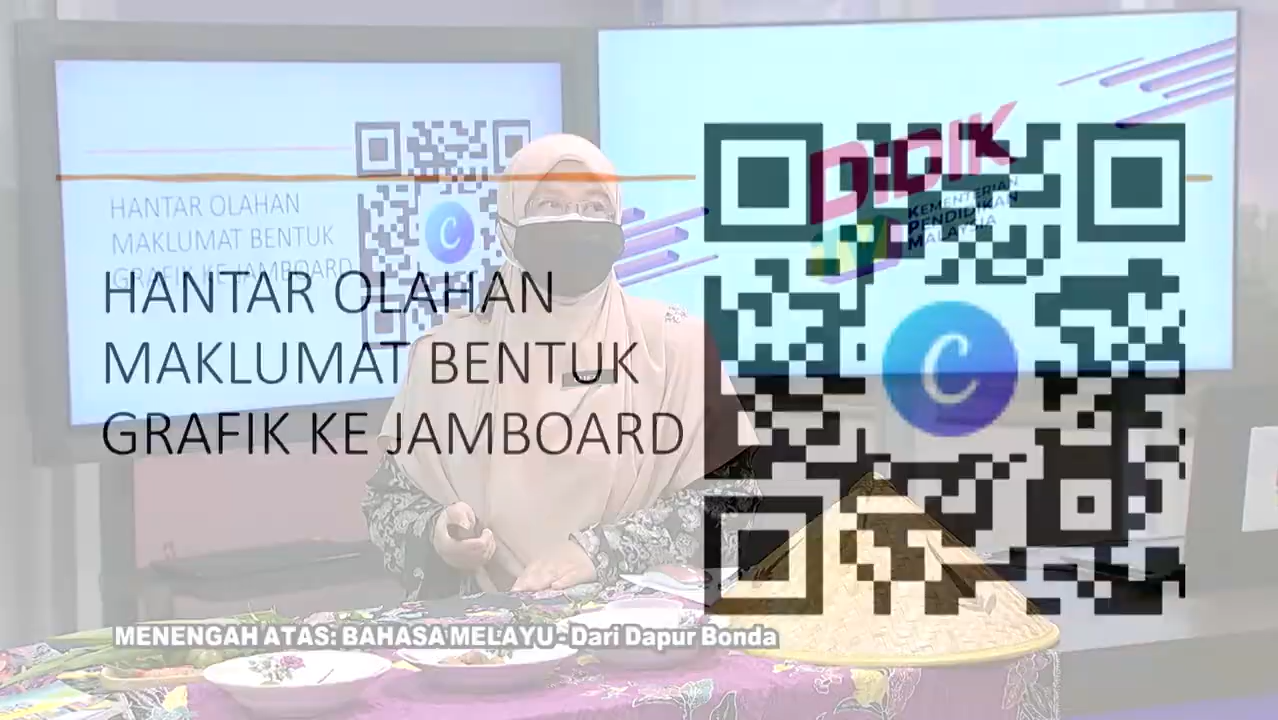 HANTAR OLAHAN
MAKLUMAT BENTUK
GRAFIK KE JAMBOARD
DIDIK
TV
KEMENTERIAN
PENDIDIKAN
MALAYSIA
HANTAR OLAHAN
MAKLUMAT BENTUK
GRAFIK KE JAMBOARD
C
C
MENENGAH ATAS: BAHASA MELAYU - Dari Dapur Bonda